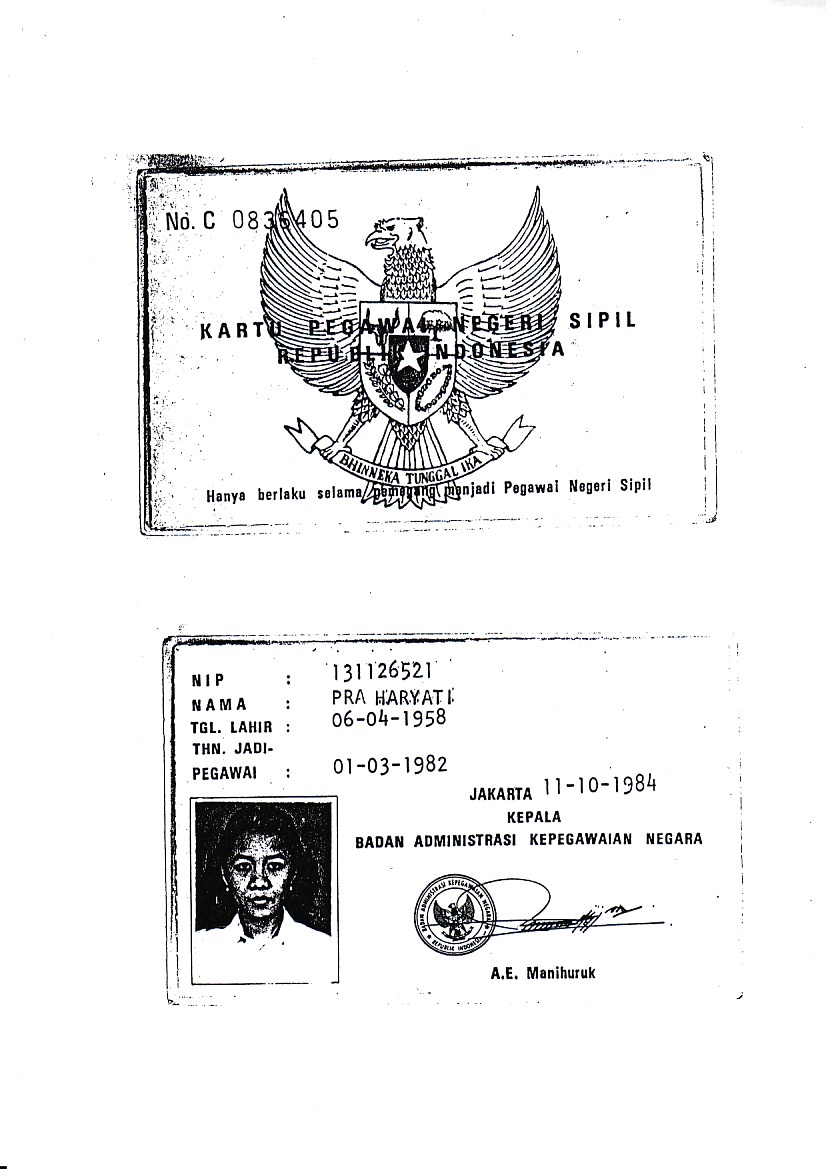 No. C 0836405
KARTU PEGAWAI NEGERI SIPIL
REPUBLIK INDONESIA
BHINNEKA TUNGGAL IKA
Hanya berlaku selama pemegang menjadi Pegawai Negeri Sipil
NIP : 131126521
NAMA : PRA HARYATI
TGL. LAHIR : 06-04-1958
THN. JADI-
PEGAWAI : 01-03-1982
JAKARTA 11-10-1984
KEPALA
BADAN ADMINISTRASI KEPEGAWAIAN NEGARA
BADAN ADMINISTRASI KEPEGAWAIAN NEGARA
REPUBLIK INDONESIA
A.E. Manihuruk